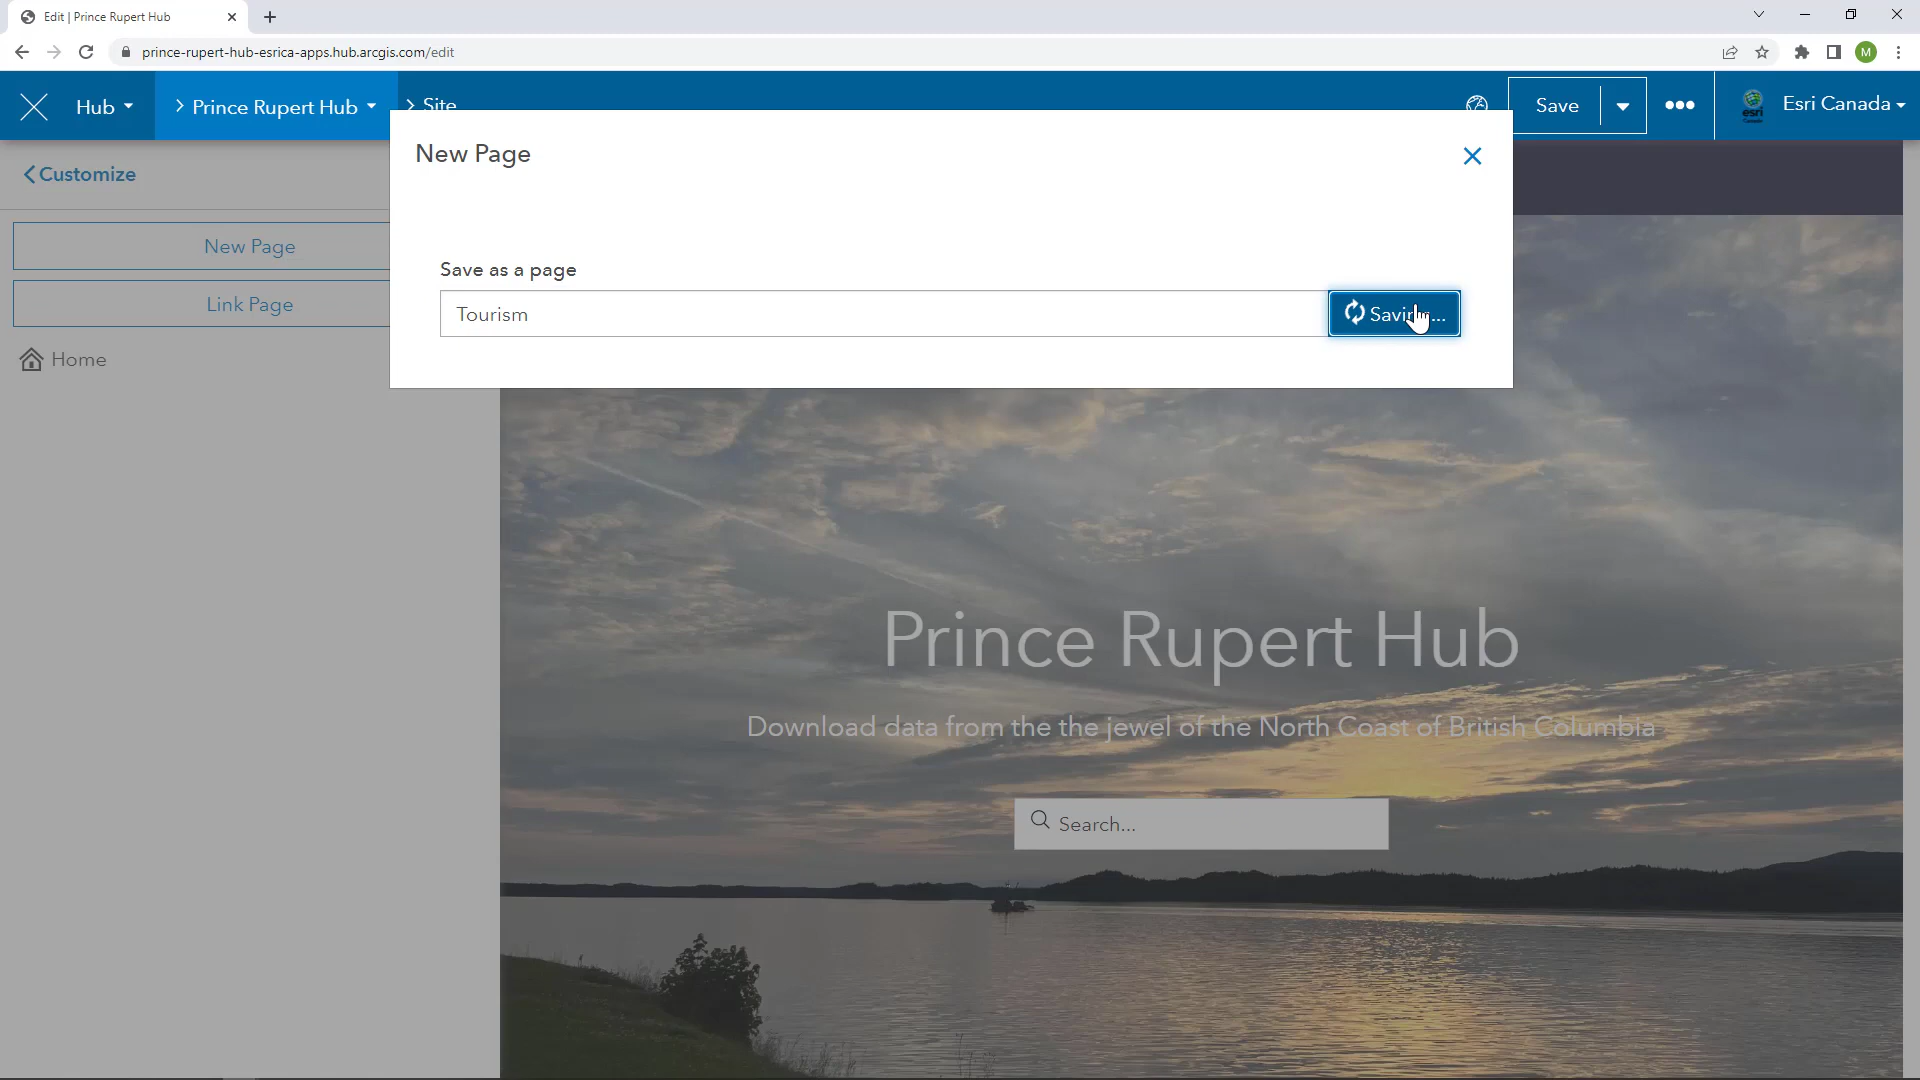 Edit | Prince Rupert Hub
prince-rupert-hub-esrica-apps.hub.arcgis.com/edit
M
Hub
Prince Rupert Hub
Site
Save
esri
Esri Canada
Customize
New Page
Link Page
Home
New Page
Save as a page
Tourism
Prince Rupert Hub
Download data from the the jewel of the North Coast of British Columbia
Search...